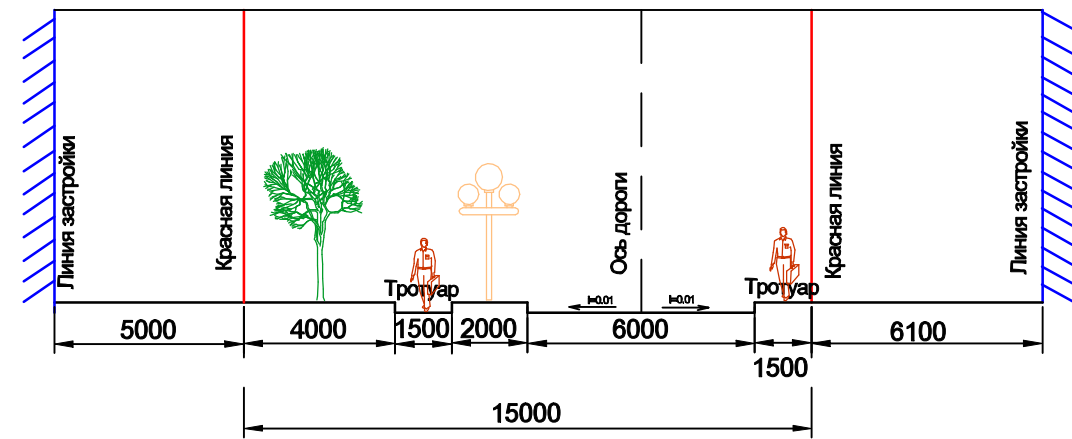 Линия застройки
Красная линия
Тротуар
Ось дороги
i=0.01
i=0.01
Тротуар
Красная линия
Линия застройки
5000
4000
1500
2000
6000
1500
6100
15000